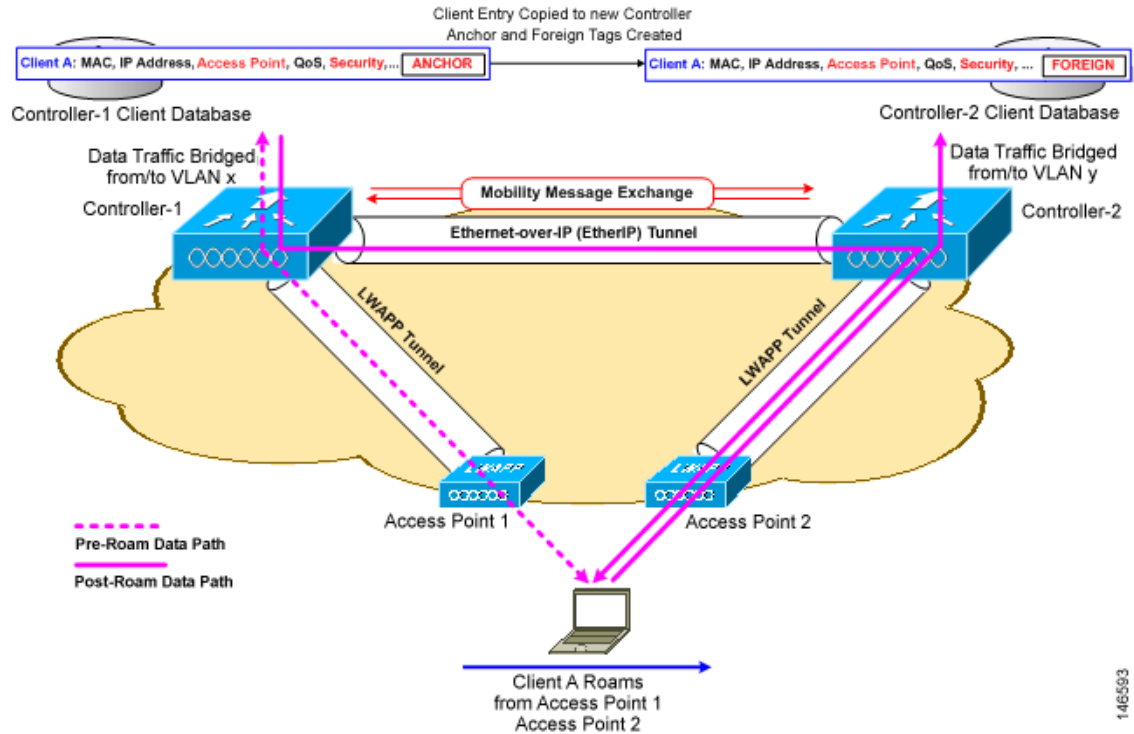 Client Entry Copied to new Controller
Anchor and Foreign Tags Created
Client A: MAC, IP Address, Access Point, QoS, Security,... ANCHOR
Client A: MAC, IP Address, Access Point, QoS, Security, ... FOREIGN
Controller-1 Client Database
Controller-2 Client Database
Data Traffic Bridged
from/to VLAN x
Data Traffic Bridged
from/to VLAN y
Mobility Message Exchange
Controller-1
Controller-2
Ethernet-over-IP (EtherIP) Tunnel
LWAPP Tunnel
LWAPP Tunnel
LWAPP
LWAPP
Access Point 1
Access Point 2
Pre-Roam Data Path
Post-Roam Data Path
Client A Roams
from Access Point 1
Access Point 2
146593